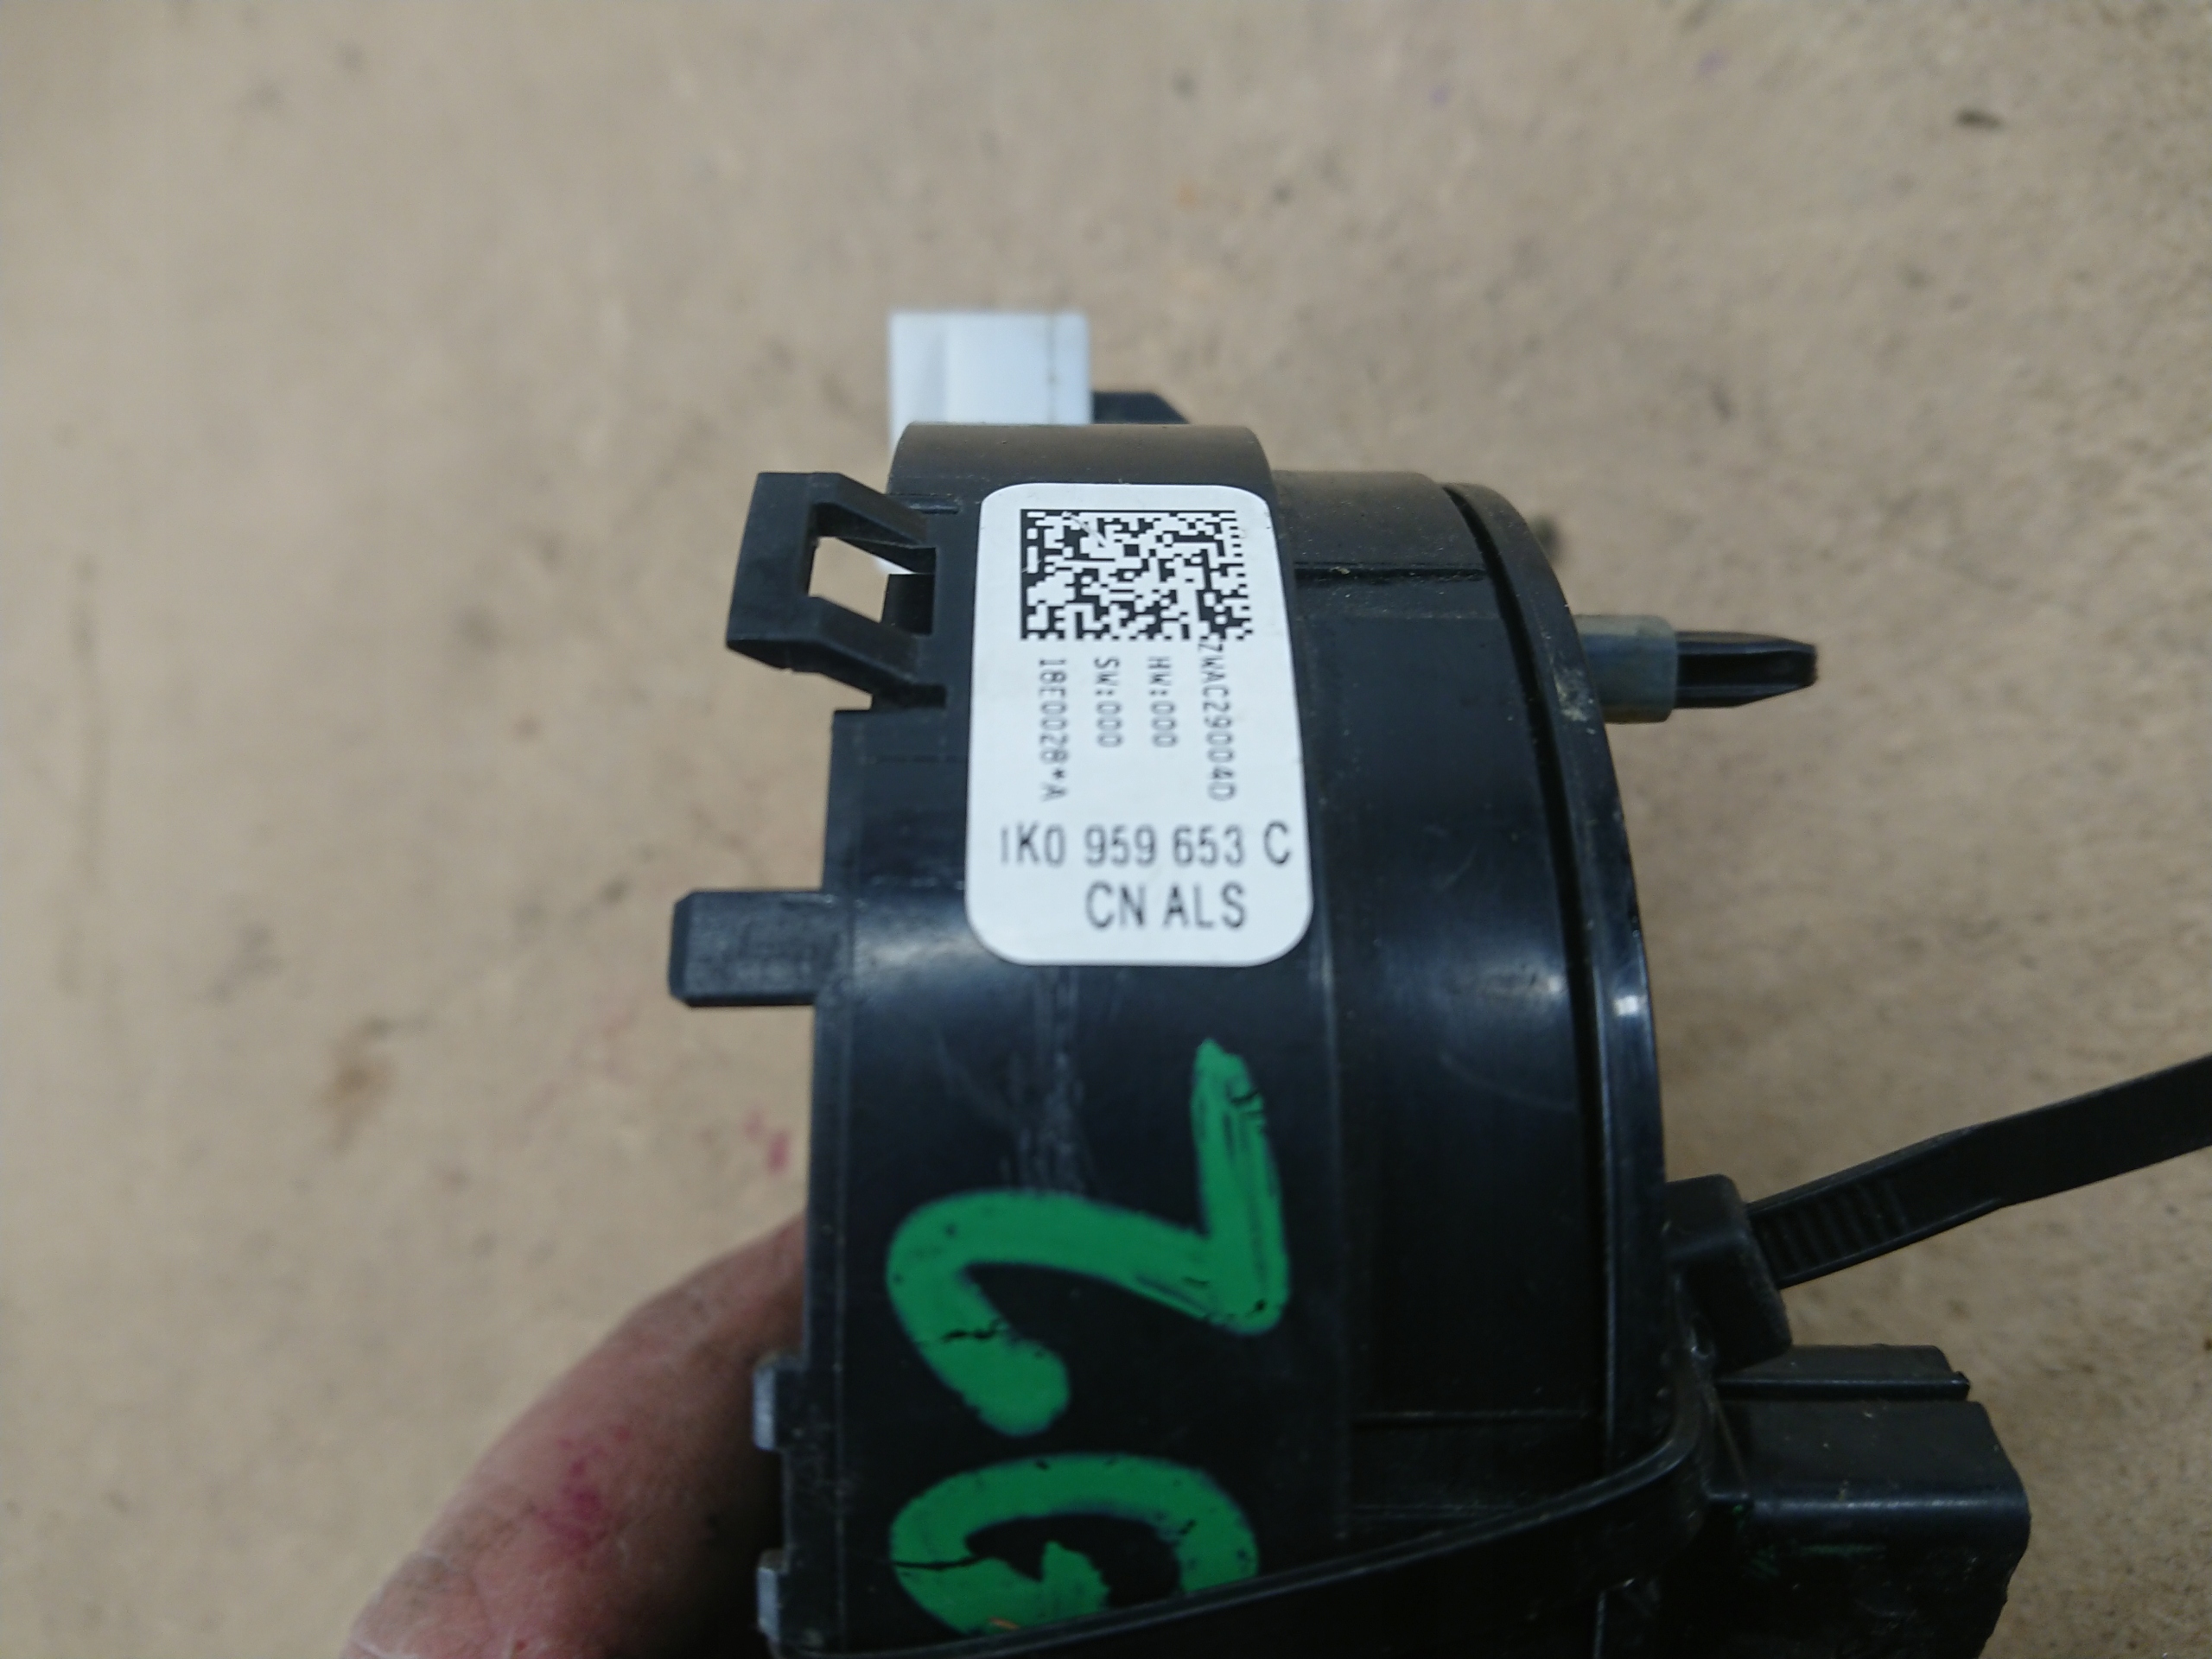 ZWAC29004D
HW:000
SW:000
18E0028*A
1K0 959 653 C
CN ALS